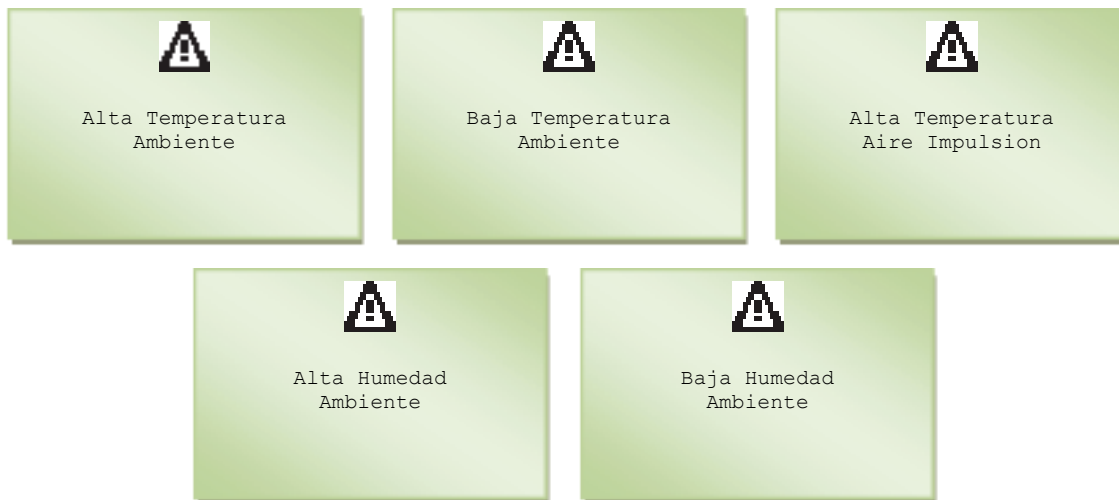 Alta Temperatura
Ambiente
Baja Temperatura
Ambiente
Alta Temperatura
Aire Impulsion
Alta Humedad
Ambiente
Baja Humedad
Ambiente